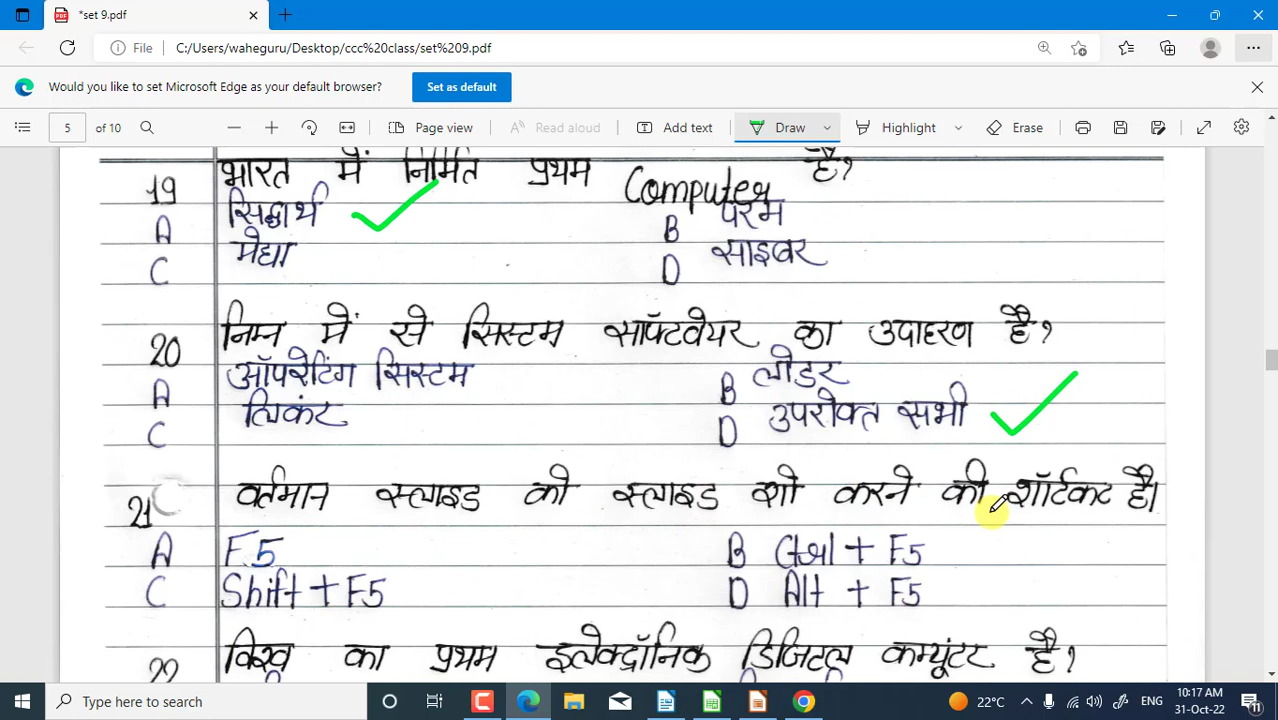 *set 9.pdf
File C:/Users/waheguru/Desktop/ccc%20class/set%209.pdf
Would you like to set Microsoft Edge as your default browser? Set as default
5 of 10 Page view Read aloud Add text Draw Highlight Erase
19 भारत में निर्मित प्रथम Computer है?
A सिद्धार्थ B परम
C मेधा D साइबर
20 निम्न में से सिस्टम सॉफ्टवेयर का उपाहरण है?
A ऑपरेटिंग सिस्टम B लोडर
C लिंकर D उपरोक्त सभी
21 वर्तमान स्लाइड को स्लाइड शो करने की शॉर्टकट है।
A F5 B Ctrl + F5
C Shift + F5 D Alt + F5
22 विश्व का प्रथम इलेक्ट्रॉनिक डिजिटल कम्प्यूंटर है?
Type here to search 22°C ENG 10:17 AM
31-Oct-22 11